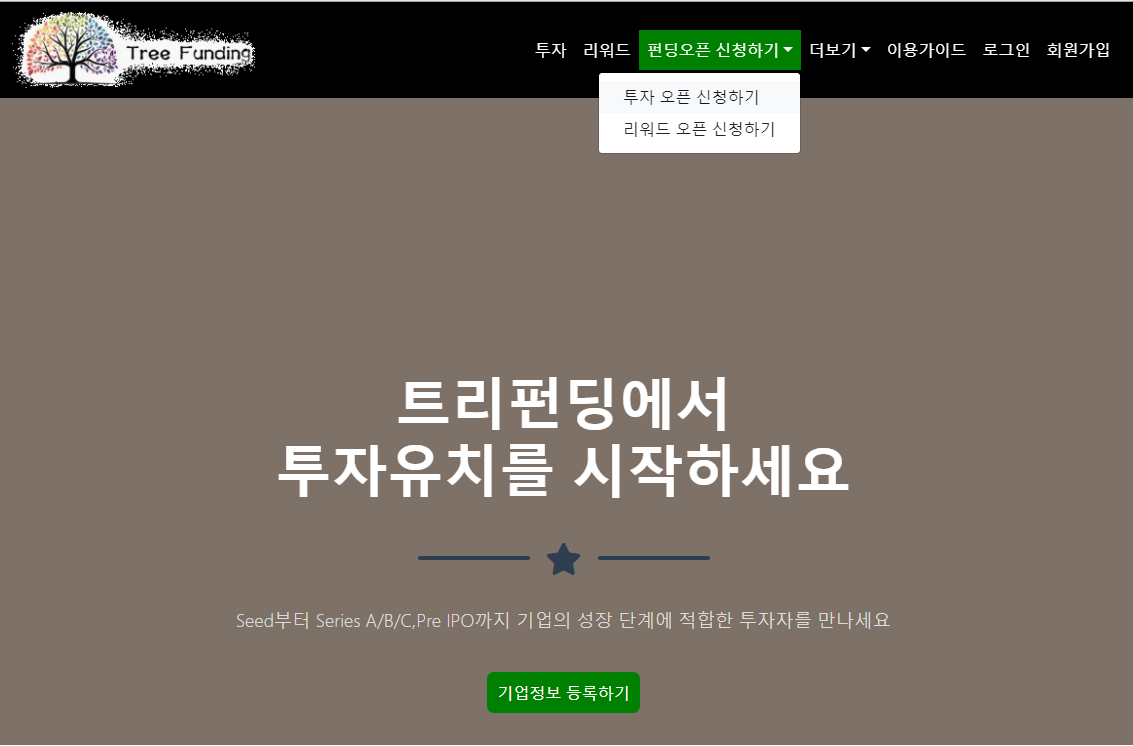 Tree Funding
투자 리워드 펀딩오픈 신청하기 더보기 이용가이드 로그인 회원가입
투자 오픈 신청하기
리워드 오픈 신청하기
트리펀딩에서
투자유치를 시작하세요
Seed부터 Series A/B/C,Pre IPO까지 기업의 성장 단계에 적합한 투자자를 만나세요
기업정보 등록하기